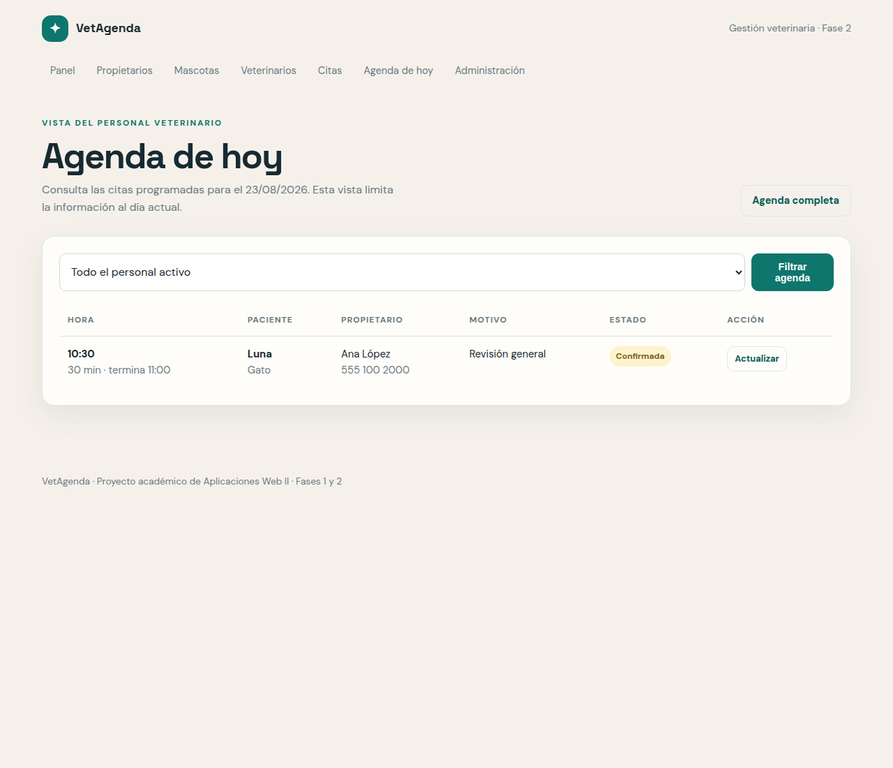 ✦ VetAgenda
Gestión veterinaria · Fase 2
Panel Propietarios Mascotas Veterinarios Citas Agenda de hoy Administración
VISTA DEL PERSONAL VETERINARIO
Agenda de hoy
Consulta las citas programadas para el 23/08/2026. Esta vista limita
la información al día actual.
Agenda completa
Todo el personal activo
Filtrar
agenda
HORA PACIENTE PROPIETARIO MOTIVO ESTADO ACCIÓN
10:30 Luna Ana López Revisión general Confirmada Actualizar
30 min · termina 11:00 Gato 555 100 2000
VetAgenda · Proyecto académico de Aplicaciones Web II · Fases 1 y 2